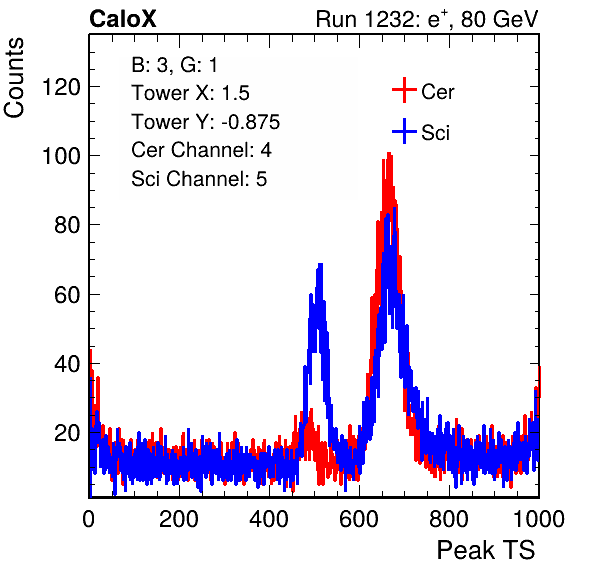 CaloX Run 1232: e⁺, 80 GeV
B: 3, G: 1
Tower X: 1.5
Tower Y: -0.875
Cer Channel: 4
Sci Channel: 5
Cer
Sci
Counts
120
100
80
60
40
20
0 200 400 600 800 1000
Peak TS